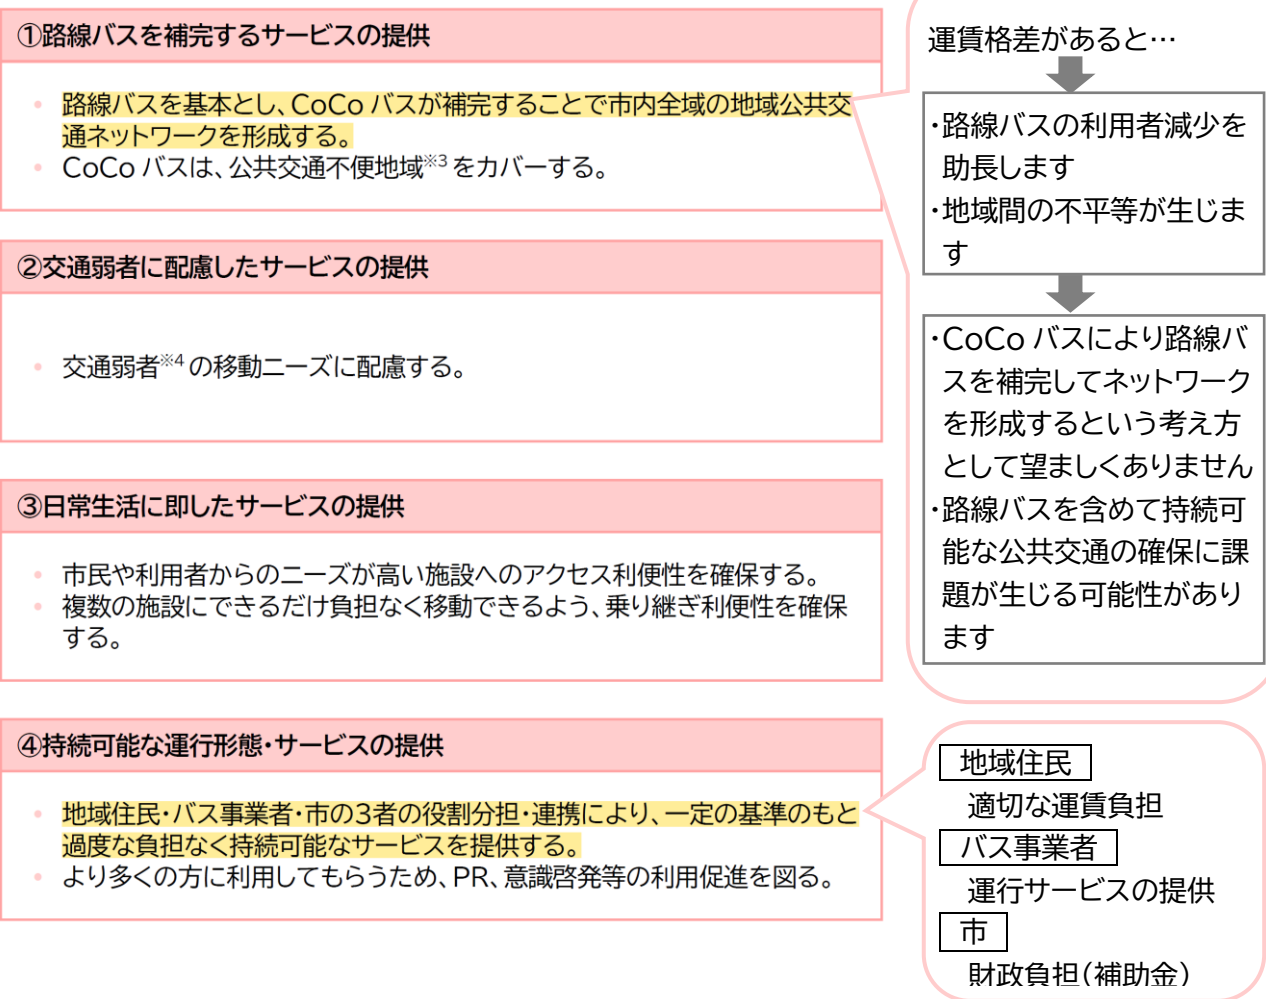 ①路線バスを補完するサービスの提供
• 路線バスを基本とし、CoCo バスが補完することで市内全域の地域公共交
通ネットワークを形成する。
• CoCo バスは、公共交通不便地域※3をカバーする。
②交通弱者に配慮したサービスの提供
• 交通弱者※4の移動ニーズに配慮する。
③日常生活に即したサービスの提供
• 市民や利用者からのニーズが高い施設へのアクセス利便性を確保する。
• 複数の施設にできるだけ負担なく移動できるよう、乗り継ぎ利便性を確保
する。
④持続可能な運行形態・サービスの提供
• 地域住民・バス事業者・市の3者の役割分担・連携により、一定の基準のもと
過度な負担なく持続可能なサービスを提供する。
• より多くの方に利用してもらうため、PR、意識啓発等の利用促進を図る。
運賃格差があると…
・路線バスの利用者減少を
助長します
・地域間の不平等が生じま
す
・CoCo バスにより路線バ
スを補完してネットワーク
を形成するという考え方
として望ましくありません
・路線バスを含めて持続可
能な公共交通の確保に課
題が生じる可能性があり
ます
地域住民
適切な運賃負担
バス事業者
運行サービスの提供
市
財政負担(補助金)